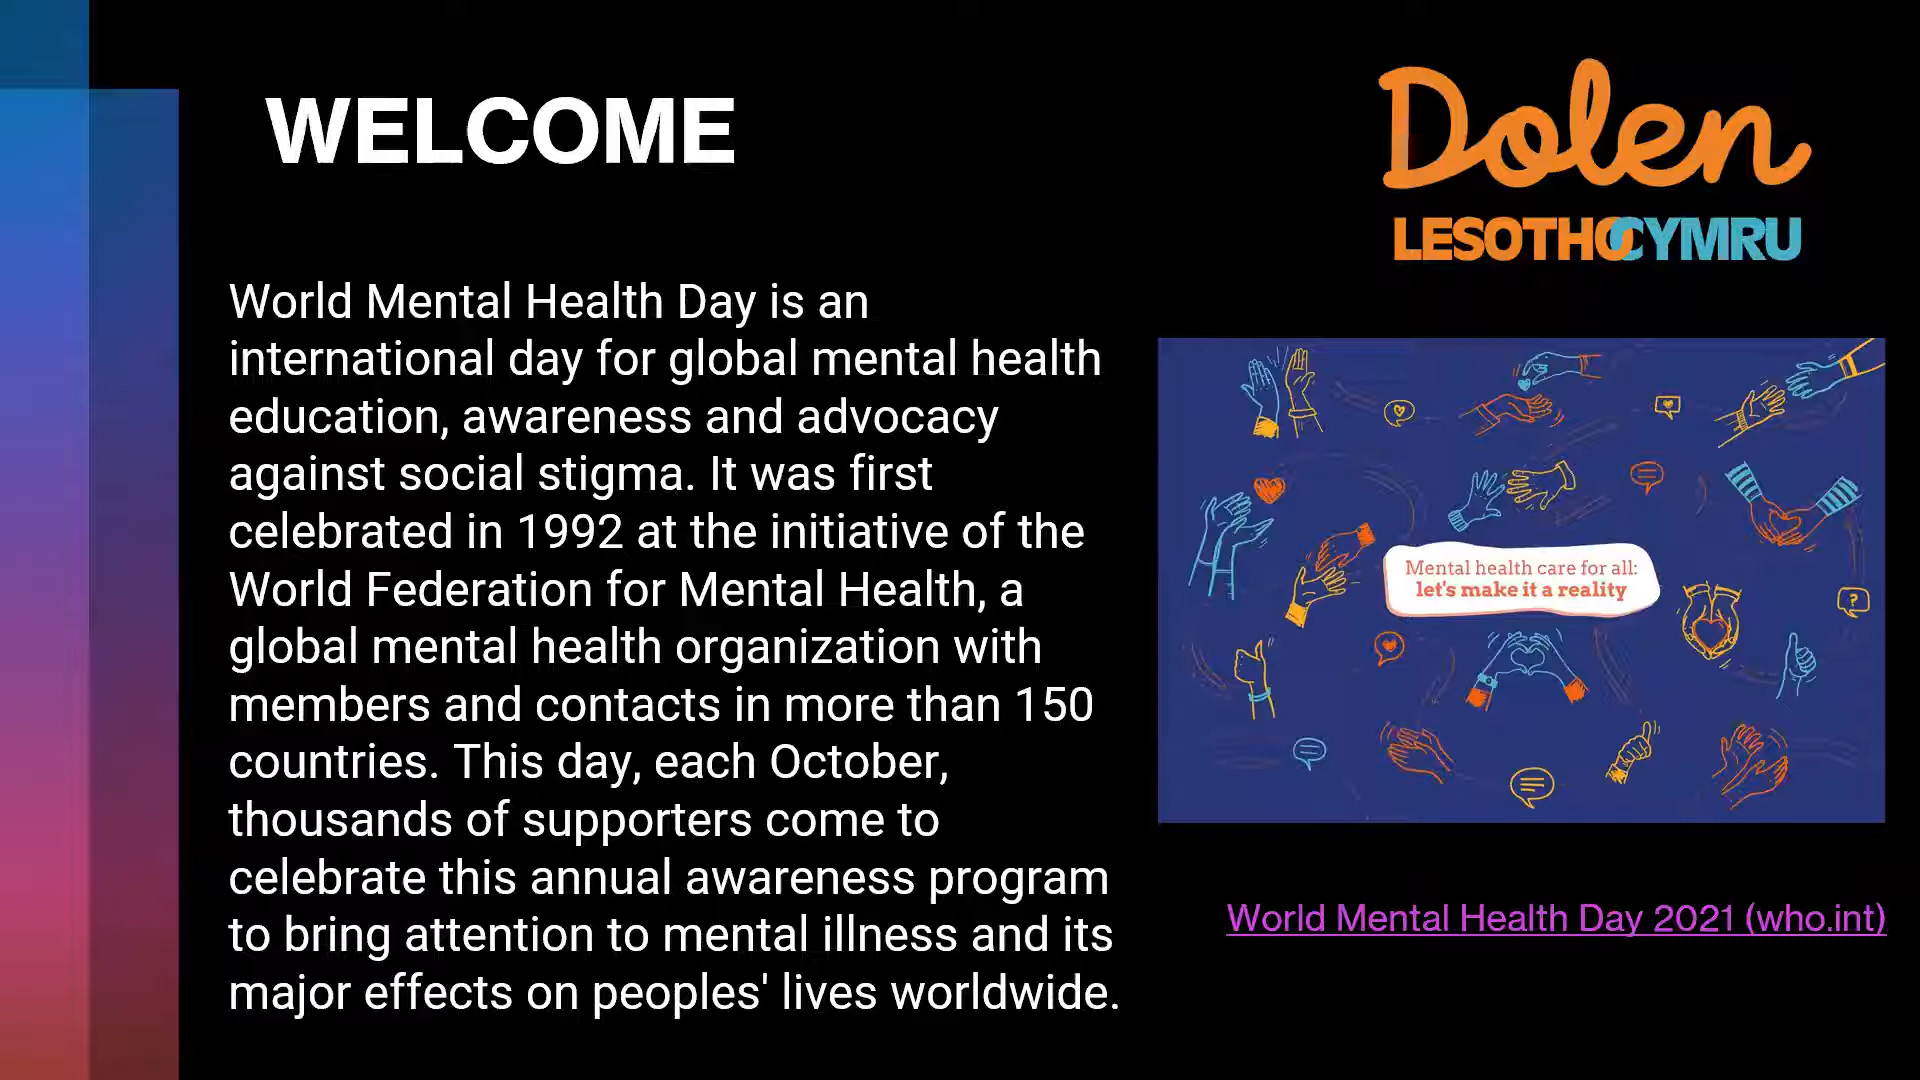 WELCOME
World Mental Health Day is an
international day for global mental health
education, awareness and advocacy
against social stigma. It was first
celebrated in 1992 at the initiative of the
World Federation for Mental Health, a
global mental health organization with
members and contacts in more than 150
countries. This day, each October,
thousands of supporters come to
celebrate this annual awareness program
to bring attention to mental illness and its
major effects on peoples' lives worldwide.
Dolen
LESOTHOCYMRU
Mental health care for all:
let's make it a reality
?
World Mental Health Day 2021 (who.int)